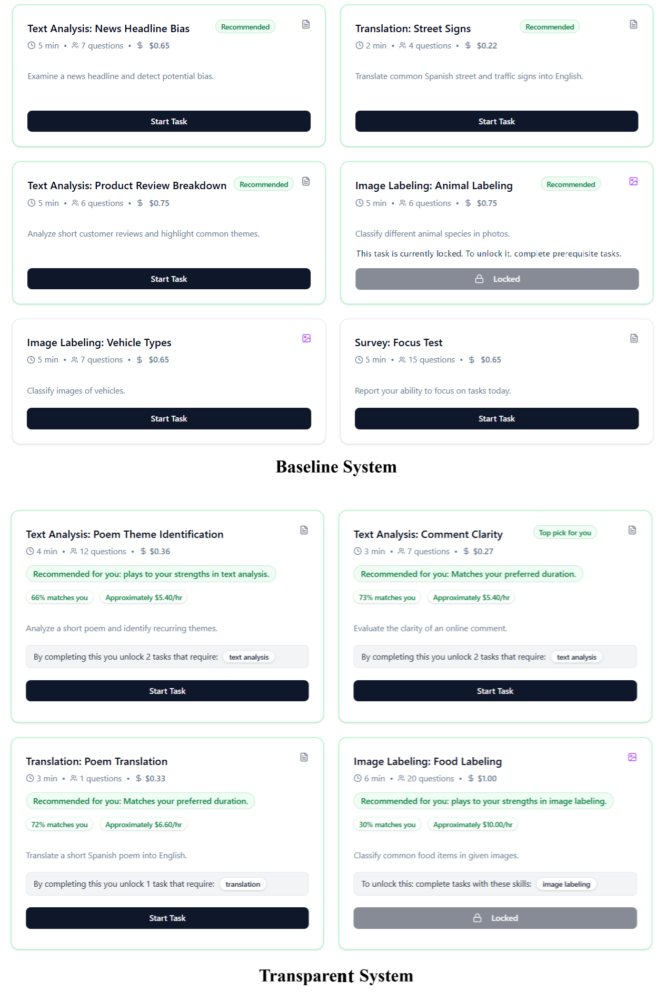 Text Analysis: News Headline Bias Recommended
5 min • 7 questions • $ $0.65
Examine a news headline and detect potential bias.
Start Task
Translation: Street Signs Recommended
2 min • 4 questions • $ $0.22
Translate common Spanish street and traffic signs into English.
Start Task
Text Analysis: Product Review Breakdown Recommended
5 min • 6 questions • $ $0.75
Analyze short customer reviews and highlight common themes.
Start Task
Image Labeling: Animal Labeling Recommended
5 min • 6 questions • $ $0.75
Classify different animal species in photos.
This task is currently locked. To unlock it, complete prerequisite tasks.
Locked
Image Labeling: Vehicle Types
5 min • 7 questions • $ $0.65
Classify images of vehicles.
Start Task
Survey: Focus Test
5 min • 15 questions • $ $0.65
Report your ability to focus on tasks today.
Start Task
Baseline System
Text Analysis: Poem Theme Identification
4 min • 12 questions • $ $0.36
Recommended for you: plays to your strengths in text analysis.
66% matches you Approximately $5.40/hr
Analyze a short poem and identify recurring themes.
By completing this you unlock 2 tasks that require: text analysis
Start Task
Text Analysis: Comment Clarity Top pick for you
3 min • 7 questions • $ $0.27
Recommended for you: Matches your preferred duration.
73% matches you Approximately $5.40/hr
Evaluate the clarity of an online comment.
By completing this you unlock 2 tasks that require: text analysis
Start Task
Translation: Poem Translation
3 min • 1 questions • $ $0.33
Recommended for you: Matches your preferred duration.
72% matches you Approximately $6.60/hr
Translate a short Spanish poem into English.
By completing this you unlock 1 task that require: translation
Start Task
Image Labeling: Food Labeling
6 min • 20 questions • $ $1.00
Recommended for you: plays to your strengths in image labeling.
30% matches you Approximately $10.00/hr
Classify common food items in given images.
To unlock this: complete tasks with these skills: image labeling
Locked
Transparent System